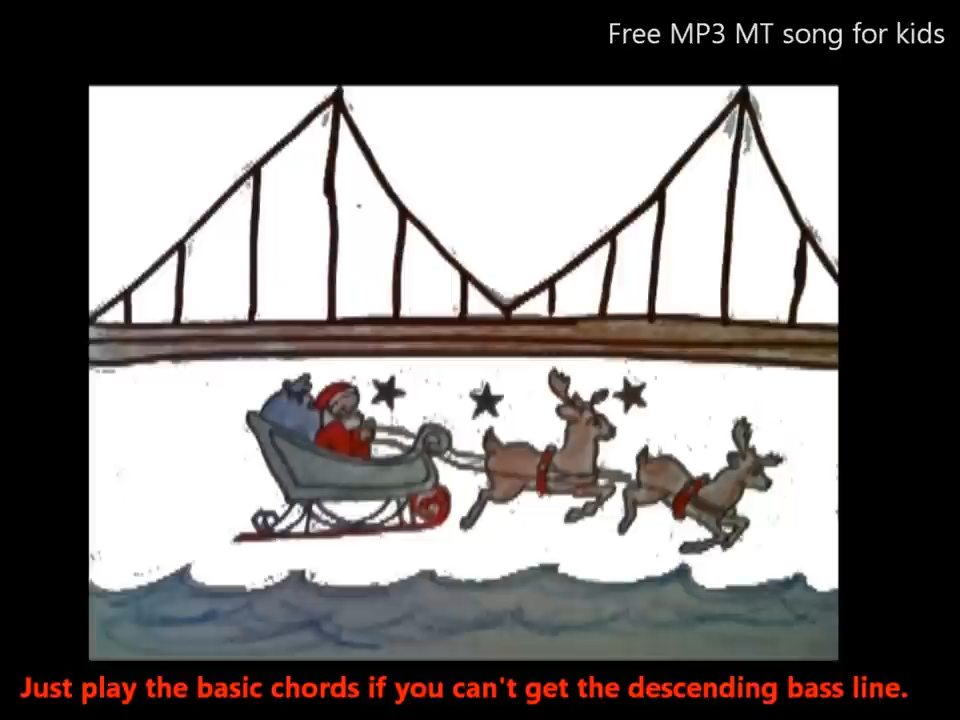 Free MP3 MT song for kids
Just play the basic chords if you can't get the descending bass line.